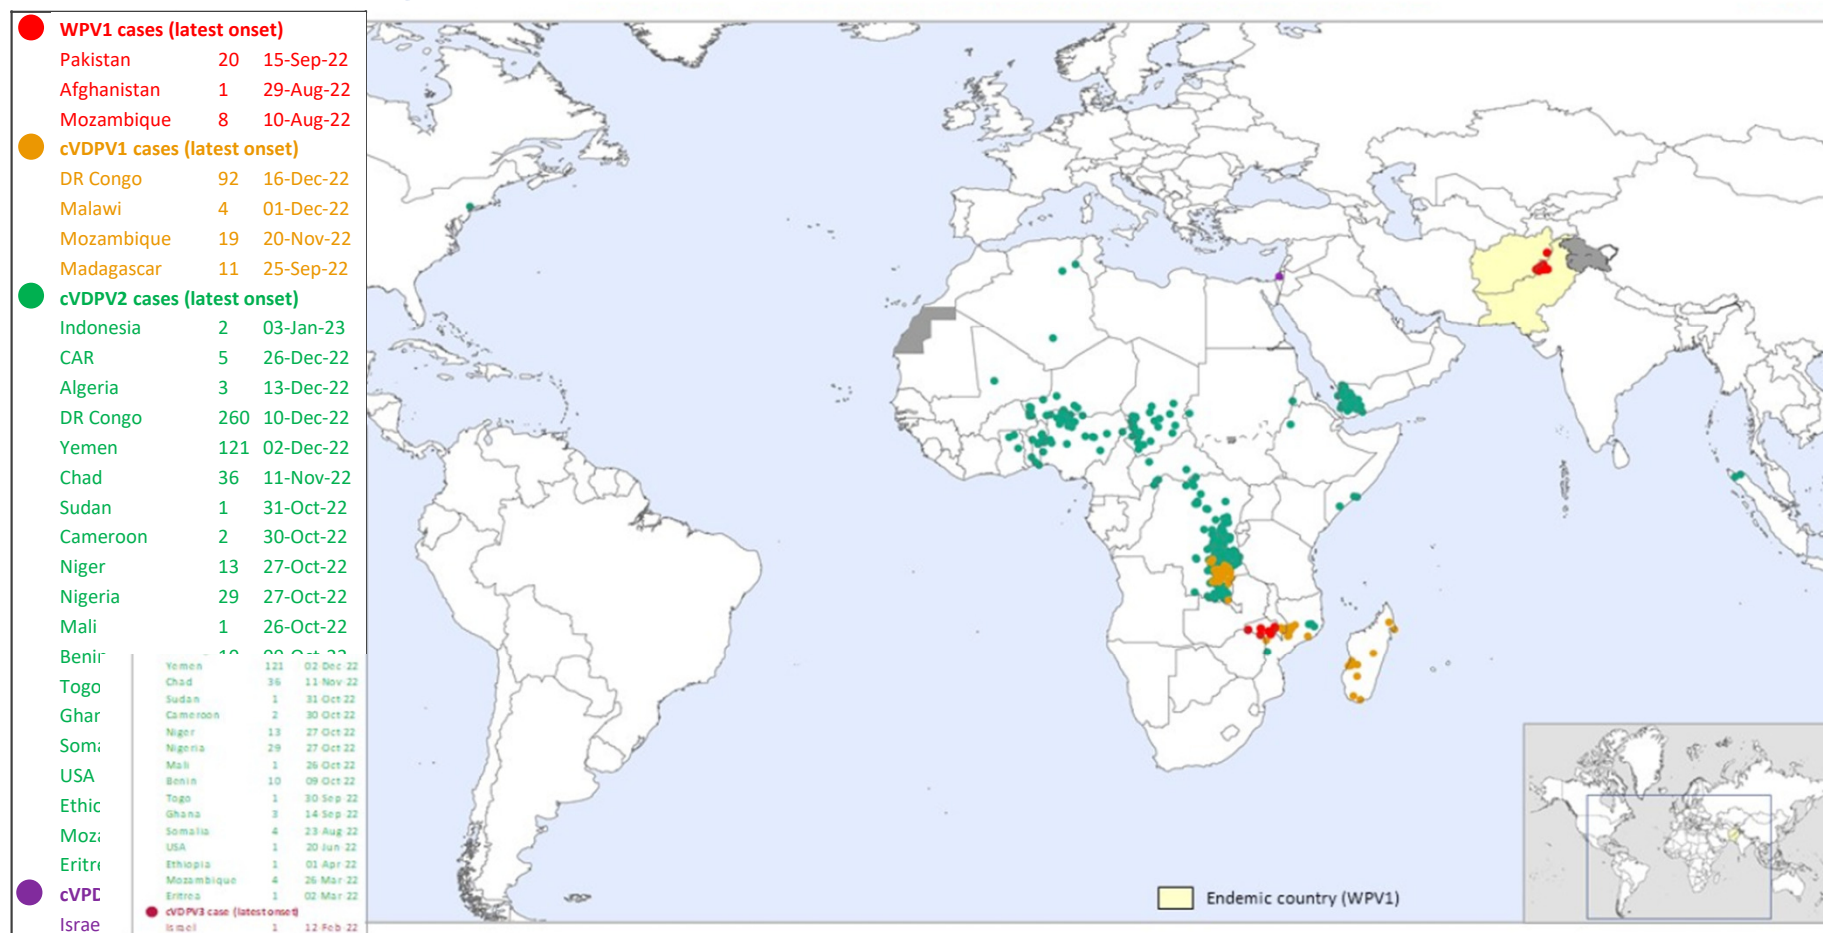 WPV1 cases (latest onset)
Pakistan 20 15-Sep-22
Afghanistan 1 29-Aug-22
Mozambique 8 10-Aug-22
cVDPV1 cases (latest onset)
DR Congo 92 16-Dec-22
Malawi 4 01-Dec-22
Mozambique 19 20-Nov-22
Madagascar 11 25-Sep-22
cVDPV2 cases (latest onset)
Indonesia 2 03-Jan-23
CAR 5 26-Dec-22
Algeria 3 13-Dec-22
DR Congo 260 10-Dec-22
Yemen 121 02-Dec-22
Chad 36 11-Nov-22
Sudan 1 31-Oct-22
Cameroon 2 30-Oct-22
Niger 13 27-Oct-22
Nigeria 29 27-Oct-22
Mali 1 26-Oct-22
Togo
USA
Yemen 121 02 Dec 22
Chad 36 11 Nov 22
Sudan 1 31 Oct 22
Cameroon 2 30 Oct 22
Niger 13 27 Oct 22
Nigeria 29 27 Oct 22
Mali 1 26 Oct 22
Benin 10 09 Oct 22
Togo 1 30 Sep 22
Ghana 3 14 Sep 22
Somalia 4 23 Aug 22
USA 1 20 Jun 22
Ethiopia 1 01 Apr 22
Mozambique 4 26 Mar 22
Eritrea 1 02 Mar 22
cVDPV3 case (latest onset)
Israel 1 12 Feb 22
Endemic country (WPV1)